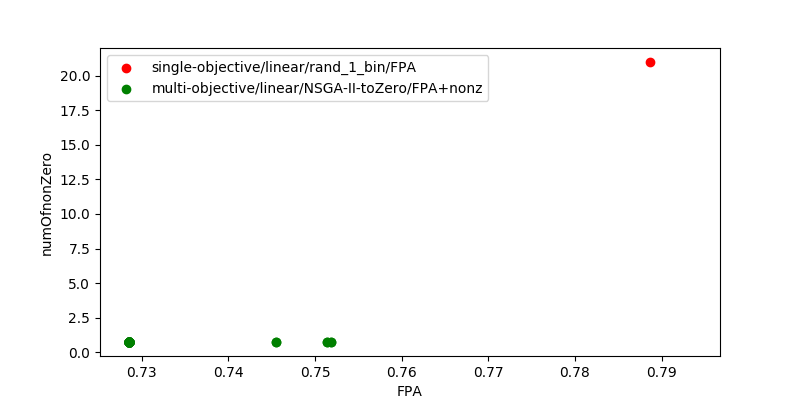 single-objective/linear/rand_1_bin/FPA
multi-objective/linear/NSGA-II-toZero/FPA+nonz
numOfnonZero
20.0
17.5
15.0
12.5
10.0
7.5
5.0
2.5
0.0
0.73 0.74 0.75 0.76 0.77 0.78 0.79
FPA